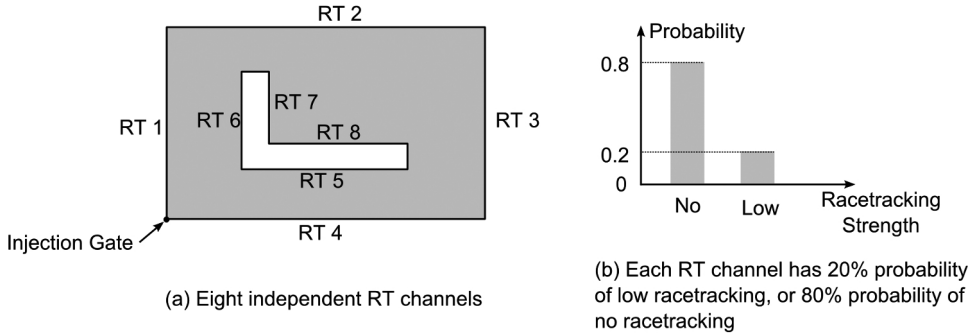 RT 2
RT 1
RT 6
RT 7
RT 8
RT 5
RT 3
RT 4
Injection Gate
(a) Eight independent RT channels
Probability
0.8
0.2
0
No
Low
Racetracking
Strength
(b) Each RT channel has 20% probability
of low racetracking, or 80% probability of
no racetracking